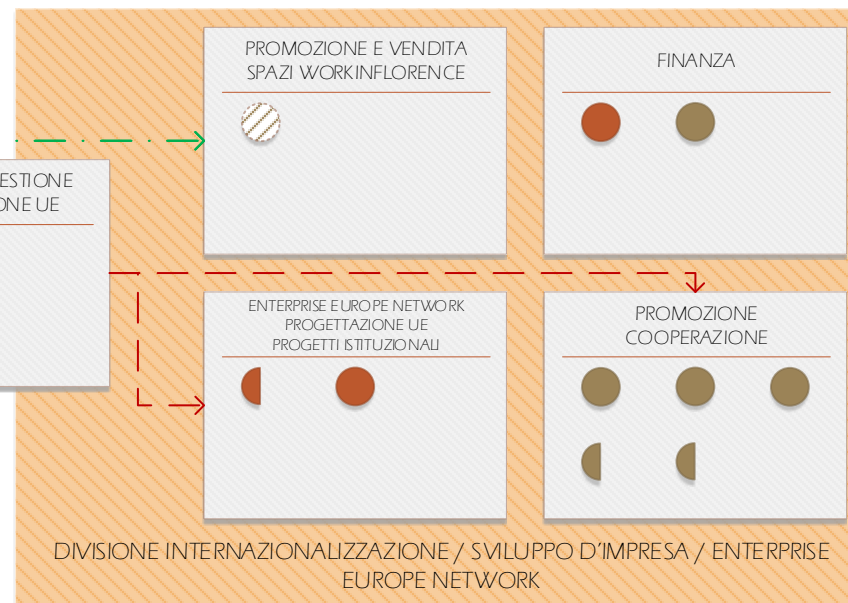 PROMOZIONE E VENDITA
SPAZI WORKINFLORENCE
FINANZA
ESTIONE
ONE UE
ENTERPRISE EUROPE NETWORK
PROGETTAZIONE UE
PROGETTI ISTITUZIONALI
PROMOZIONE
COOPERAZIONE
DIVISIONE INTERNAZIONALIZZAZIONE / SVILUPPO D'IMPRESA / ENTERPRISE
EUROPE NETWORK